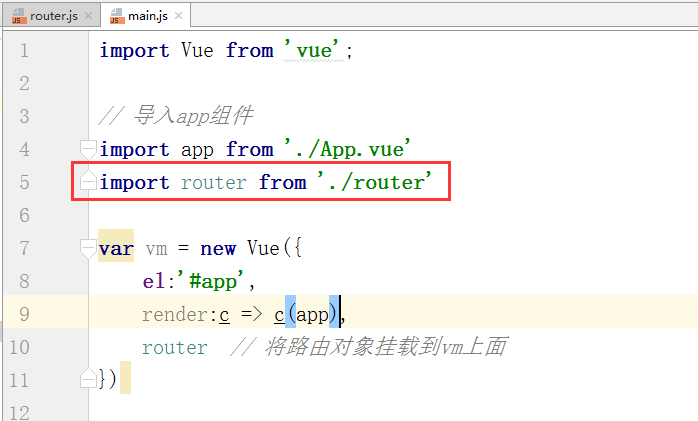 router.js × main.js ×
1 import Vue from 'vue';
2
3 // 导入app组件
4 import app from './App.vue'
5 import router from './router'
6
7 var vm = new Vue({
8 el:'#app',
9 render:c => c(app),
10 router // 将路由对象挂载到vm上面
11 })
12